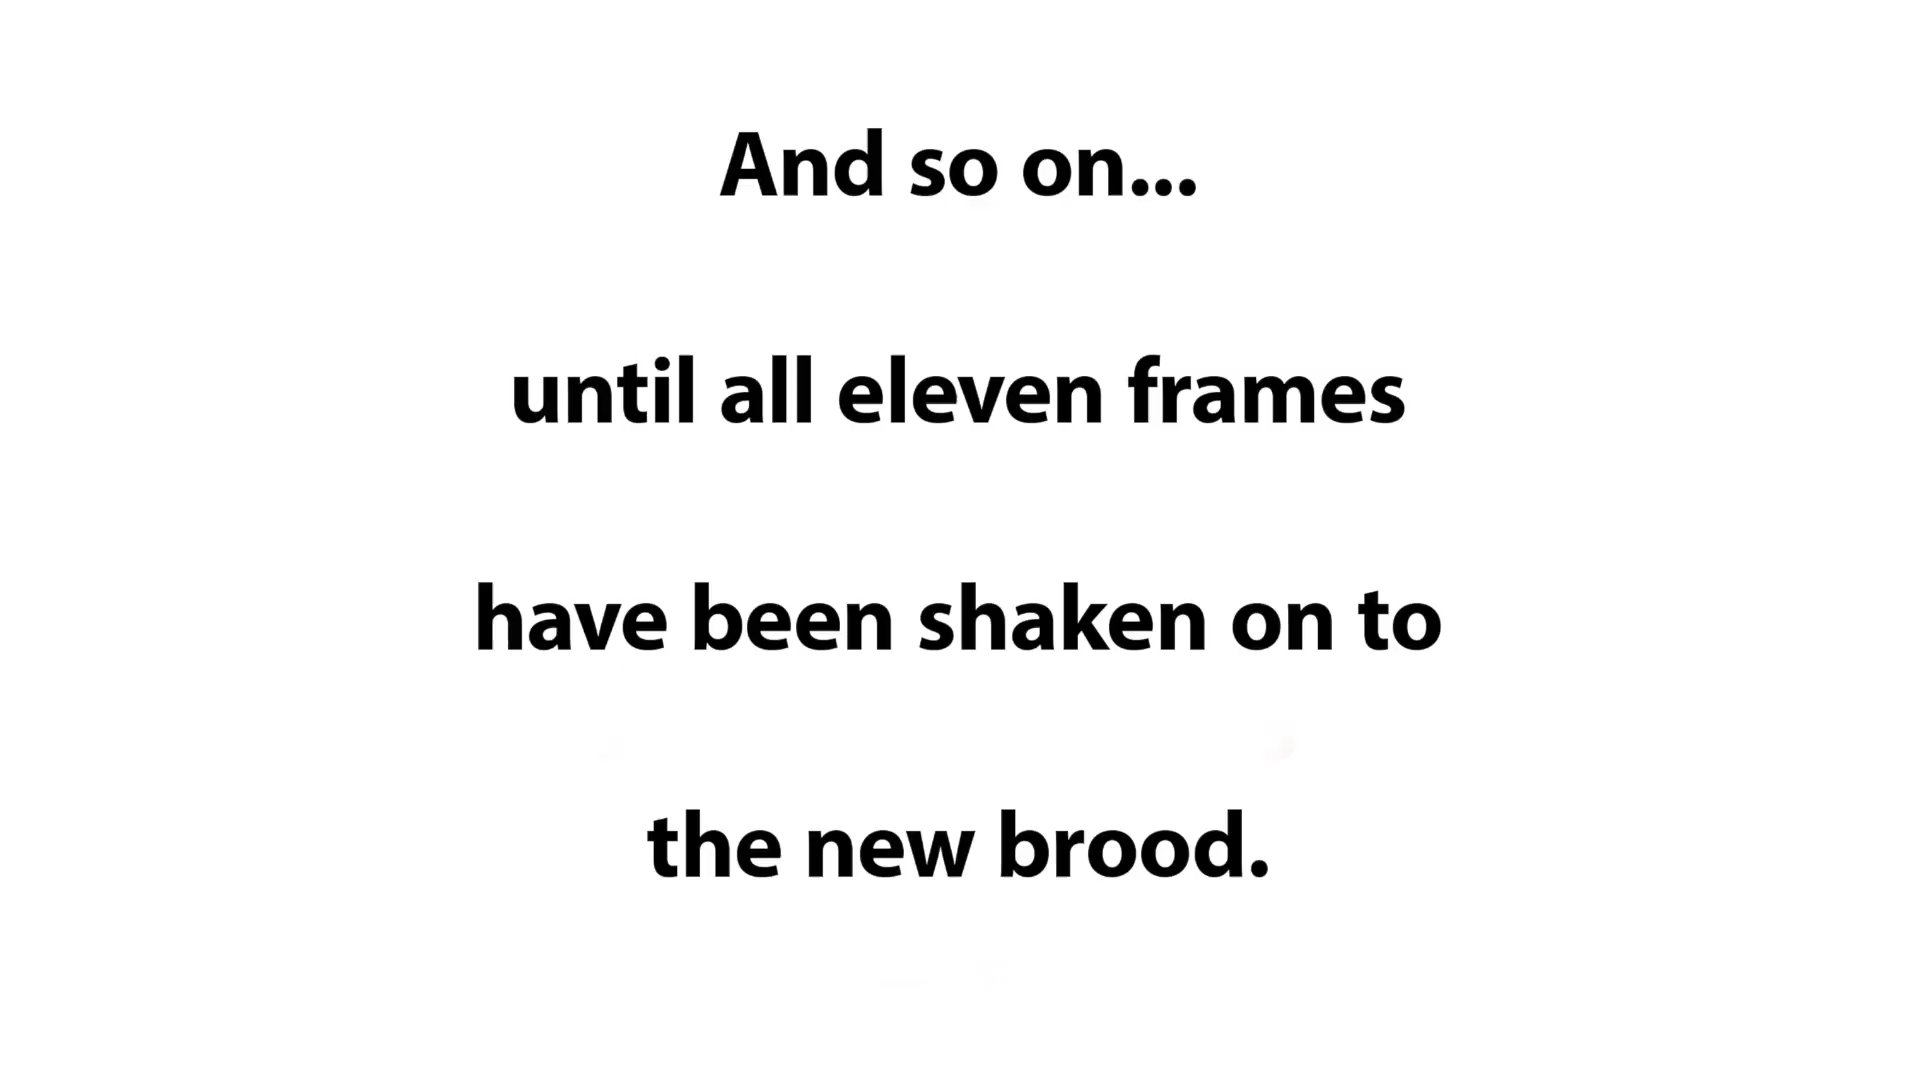 And so on...
until all eleven frames
have been shaken on to
the new brood.